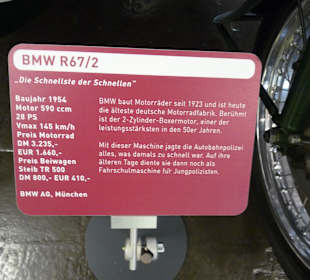 BMW R67/2
„Die Schnellste der Schnellen“
Baujahr 1954
Motor 590 ccm
28 PS
Vmax 145 km/h
Preis Motorrad
DM 3.235,-
EUR 1.660,-
Preis Beiwagen
Steib TR 500
DM 800,- EUR 410,-
BMW AG, München
BMW baut Motorräder seit 1923 und ist heute
die älteste deutsche Motorradfabrik. Berühmt
ist der 2-Zylinder-Boxermotor, einer der
leistungsstärksten in den 50er Jahren.
Mit dieser Maschine jagte die Autobahnpolizei
alles, was damals zu schnell war. Auf ihre
älteren Tage diente sie dann noch als
Fahrschulmaschine für Jungpolizisten.